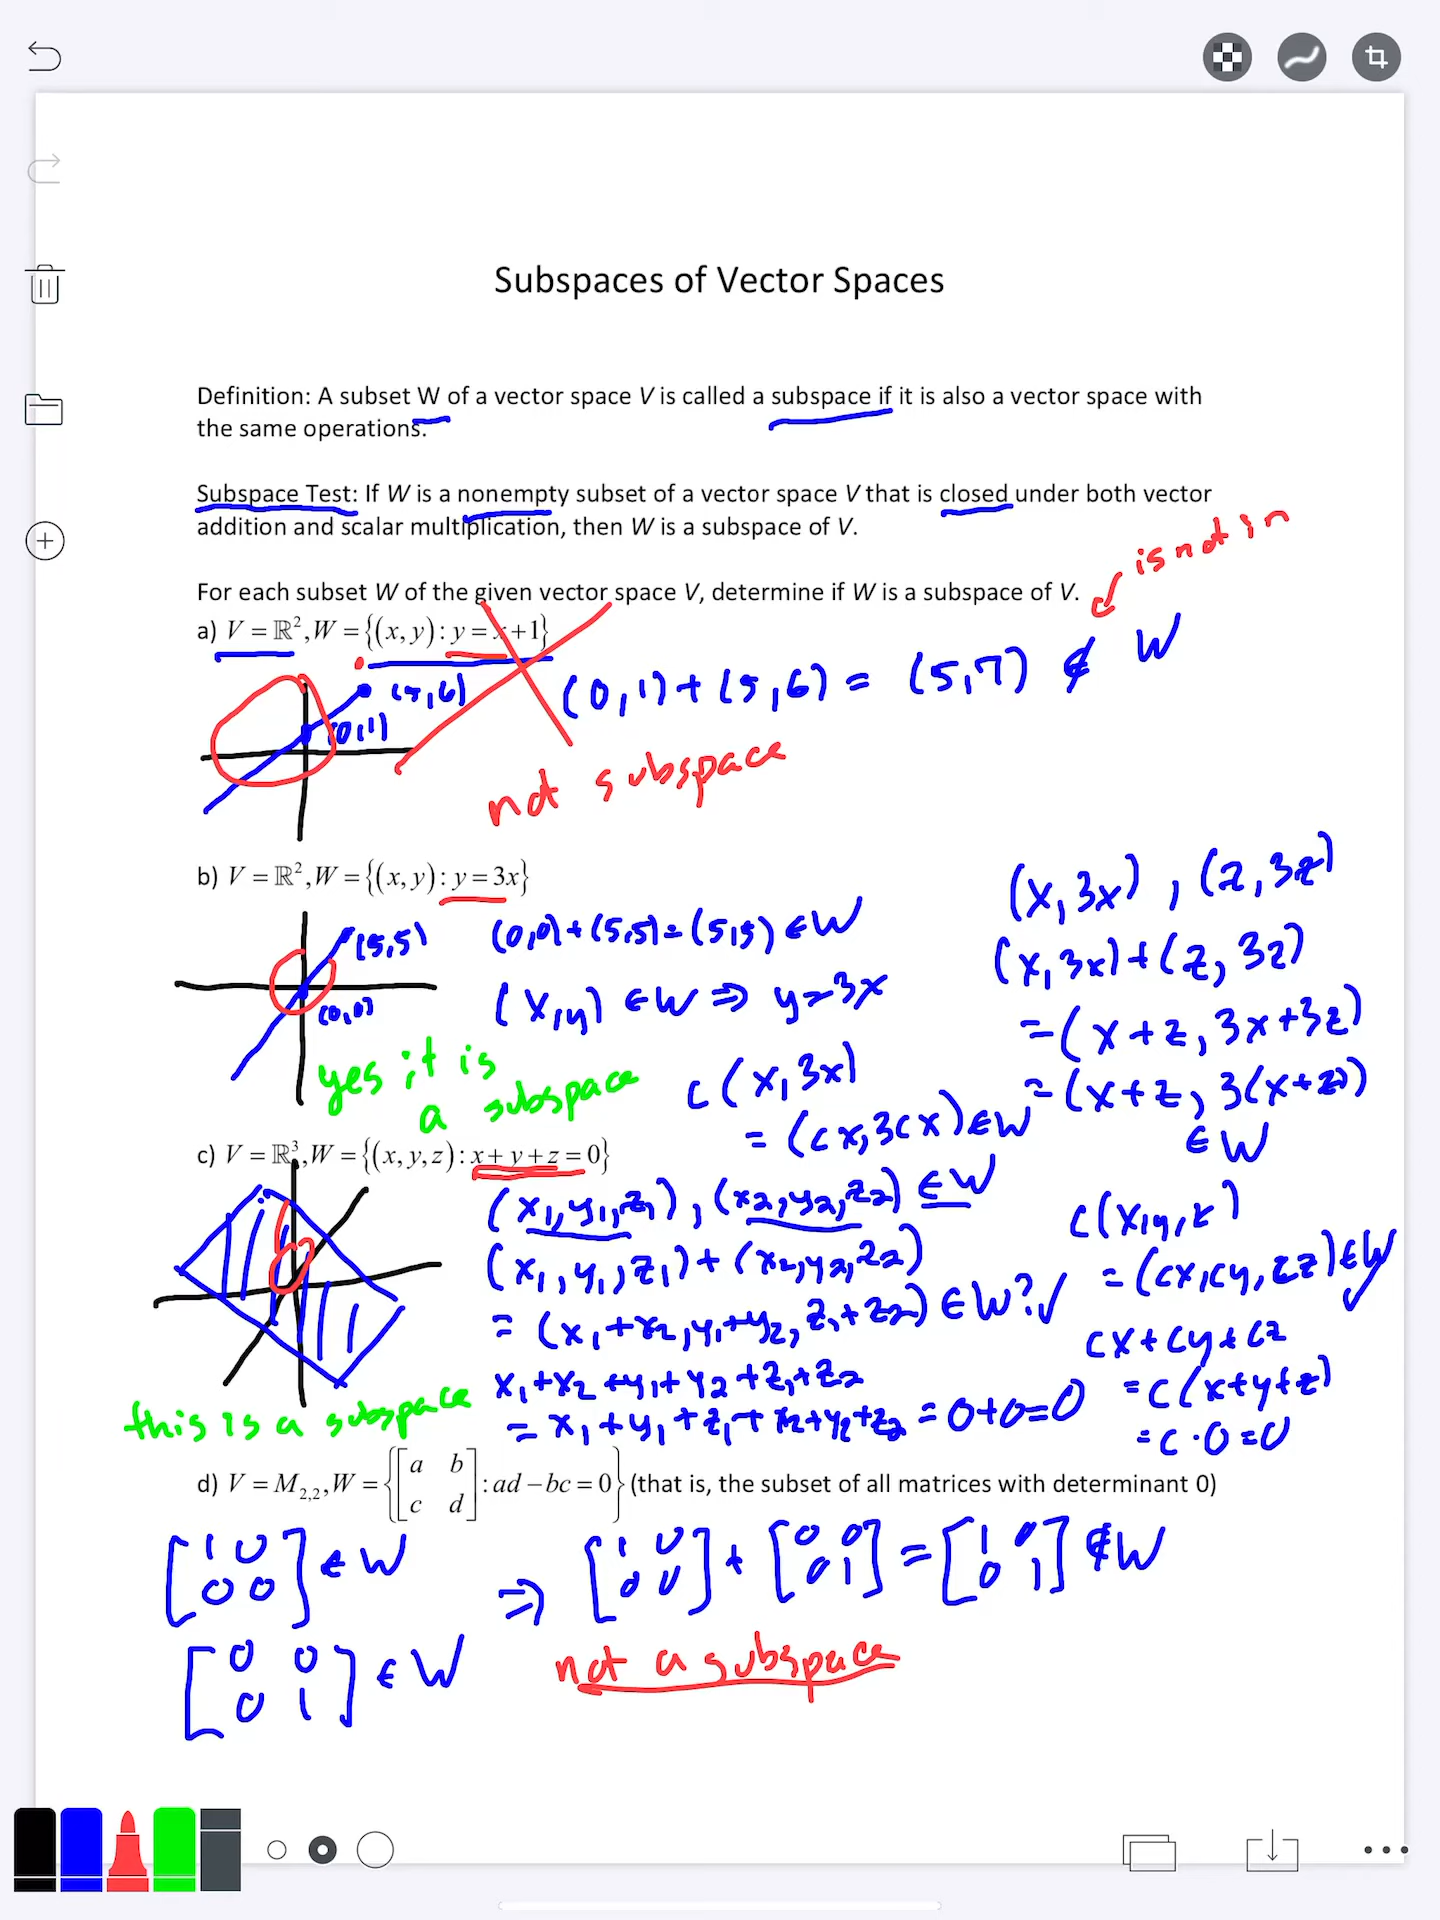 Subspaces of Vector Spaces
Definition: A subset W of a vector space V is called a subspace if it is also a vector space with
the same operations.
Subspace Test: If W is a nonempty subset of a vector space V that is closed under both vector
addition and scalar multiplication, then W is a subspace of V.
is not in
For each subset W of the given vector space V, determine if W is a subspace of V.
a) V = ℝ², W = {(x, y) : y = x+1}
(0,1) + (5,6) = (5,7) ∉ W
(5,6)
(0,1)
not subspace
b) V = ℝ², W = {(x, y) : y = 3x}
(5,5)
(0,0)
(0,0)+(5,5)=(5,5) ∈ W
(x,y) ∈ W ⇒ y=3x
c(x,3x)
= (cx,3cx) ∈ W
(x,3x), (z,3z)
(x,3x)+(z,3z)
=(x+z, 3x+3z)
=(x+z, 3(x+z))
∈ W
yes it is
a subspace
c) V = ℝ³, W = {(x, y, z) : x + y + z = 0}
(x₁,y₁,z₁), (x₂,y₂,z₂) ∈ W
(x₁,y₁,z₁)+(x₂,y₂,z₂)
= (x₁+x₂,y₁+y₂,z₁+z₂) ∈ W? ✓
x₁+x₂+y₁+y₂+z₁+z₂
= x₁+y₁+z₁+x₂+y₂+z₂ = 0+0=0
c(x,y,z)
= (cx,cy,zz) ∈ W ✓
cx+cy+cz
=c(x+y+z)
=c·0=0
this is a subspace
d) V = M₂,₂, W = {[a b; c d] : ad − bc = 0} (that is, the subset of all matrices with determinant 0)
[1 0; 0 0] ∈ W
⇒ [1 0; 0 0] + [0 0; 0 1] = [1 0; 0 1] ∉ W
[0 0; 0 1] ∈ W
not a subspace